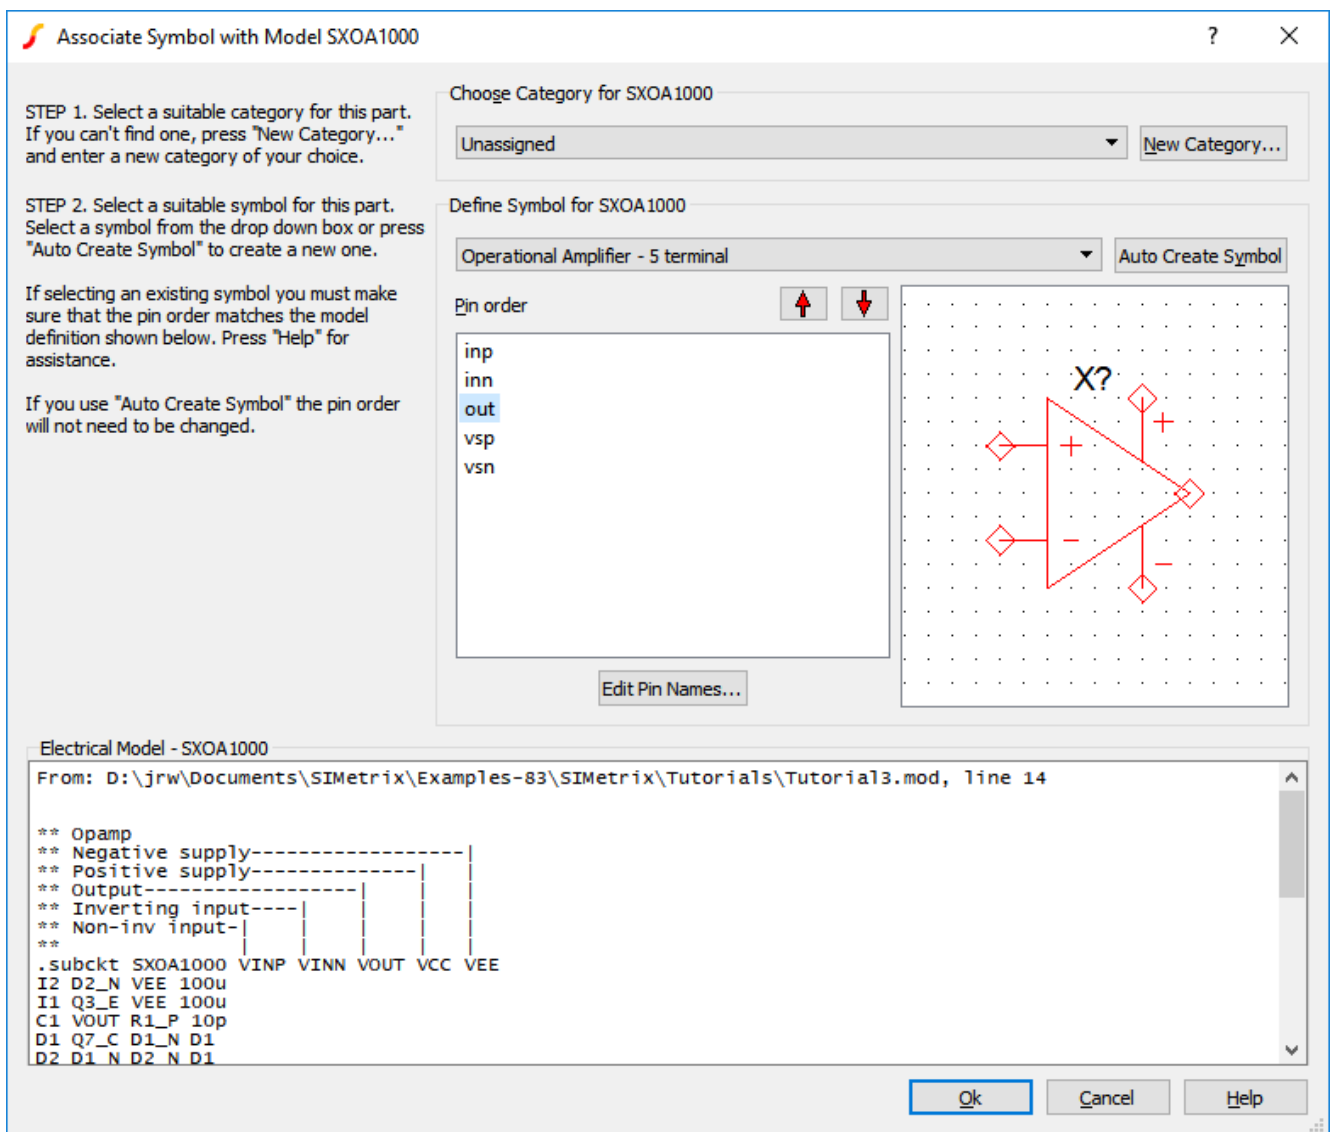 Associate Symbol with Model SXOA1000
?
STEP 1. Select a suitable category for this part.
If you can't find one, press "New Category..."
and enter a new category of your choice.
Choose Category for SXOA1000
Unassigned
New Category...
STEP 2. Select a suitable symbol for this part.
Select a symbol from the drop down box or press
"Auto Create Symbol" to create a new one.
If selecting an existing symbol you must make
sure that the pin order matches the model
definition shown below. Press "Help" for
assistance.
If you use "Auto Create Symbol" the pin order
will not need to be changed.
Define Symbol for SXOA1000
Operational Amplifier - 5 terminal
Auto Create Symbol
Pin order
inp
inn
out
vsp
vsn
X?
+
+
−
−
Edit Pin Names...
Electrical Model - SXOA1000
From: D:\jrw\Documents\SIMetrix\Examples-83\SIMetrix\Tutorials\Tutorial3.mod, line 14
** Opamp
** Negative supply------------------|
** Positive supply--------------|   |
** Output------------------|    |   |
** Inverting input----|    |    |   |
** Non-inv input-|    |    |    |   |
**               |    |    |    |   |
.subckt SXOA1000 VINP VINN VOUT VCC VEE
I2 D2_N VEE 100u
I1 Q3_E VEE 100u
C1 VOUT R1_P 10p
D1 Q7_C D1_N D1
D2 D1_N D2_N D1
Ok
Cancel
Help